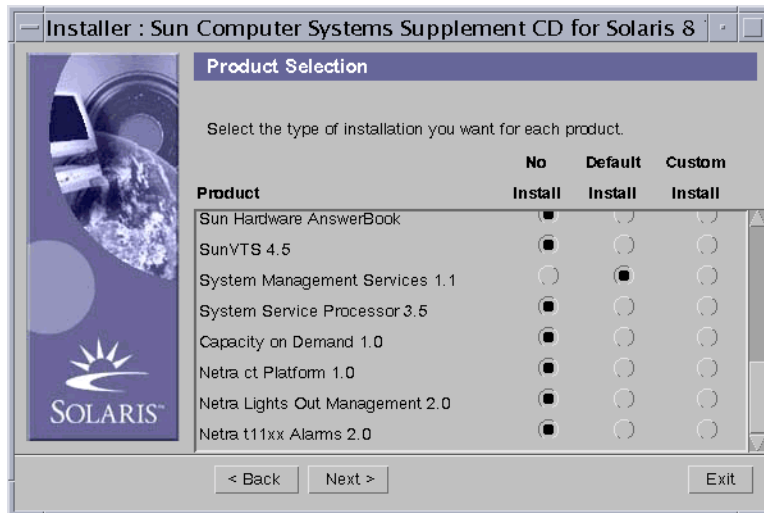 Installer : Sun Computer Systems Supplement CD for Solaris 8
Product Selection
Select the type of installation you want for each product.
No Default Custom
Product Install Install Install
Sun Hardware AnswerBook
SunVTS 4.5
System Management Services 1.1
System Service Processor 3.5
Capacity on Demand 1.0
Netra ct Platform 1.0
Netra Lights Out Management 2.0
Netra t11xx Alarms 2.0
SOLARIS™
< Back Next > Exit